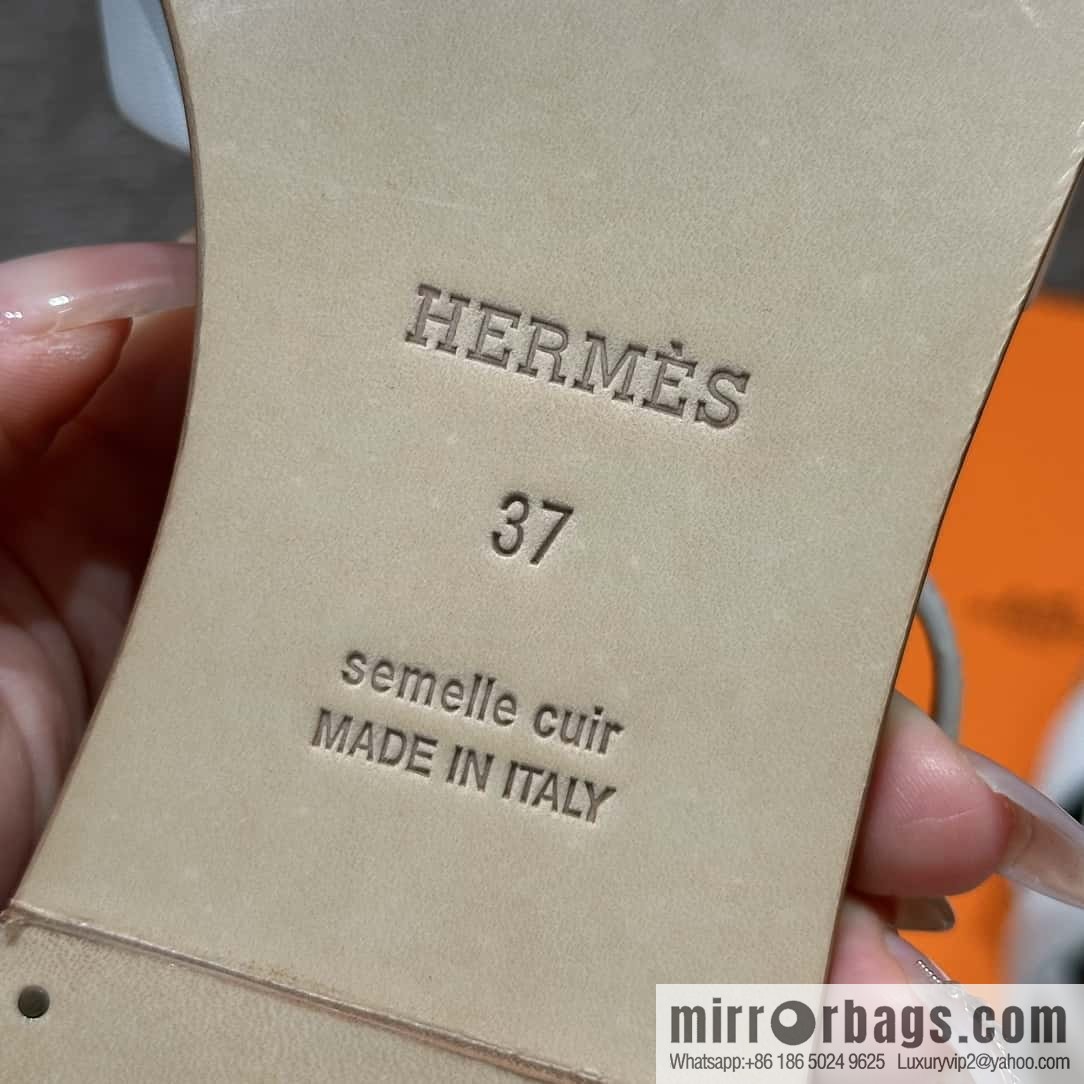 HERMÈS
37
semelle cuir
MADE IN ITALY
mirrorbags.com
Whatsapp:+86 186 5024 9625 Luxuryvip2@yahoo.com